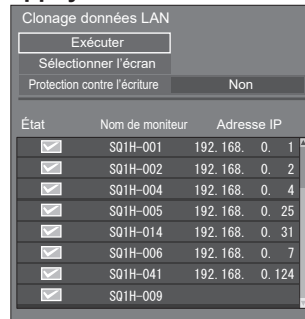 Clonage données LAN
Exécuter
Sélectionner l'écran
Protection contre l'écriture Non
État Nom de moniteur Adresse IP
SQ1H-001 192. 168. 0. 1
SQ1H-002 192. 168. 0. 2
SQ1H-004 192. 168. 0. 4
SQ1H-005 192. 168. 0. 25
SQ1H-014 192. 168. 0. 31
SQ1H-006 192. 168. 0. 7
SQ1H-041 192. 168. 0. 124
SQ1H-009